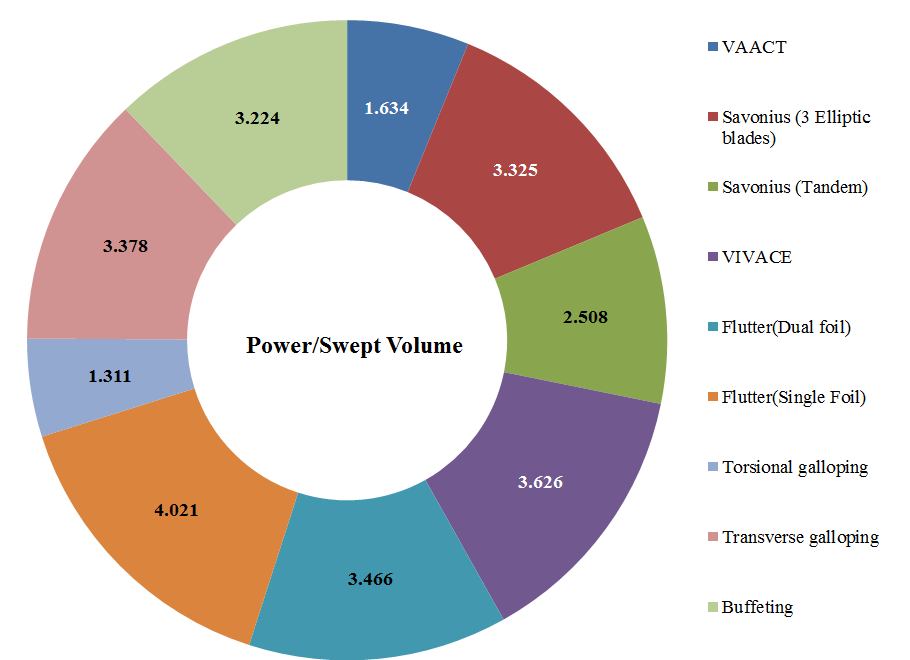 1.634
3.325
2.508
3.626
3.466
4.021
1.311
3.378
3.224
Power/Swept Volume
VAACT
Savonius (3 Elliptic
blades)
Savonius (Tandem)
VIVACE
Flutter(Dual foil)
Flutter(Single Foil)
Torsional galloping
Transverse galloping
Buffeting